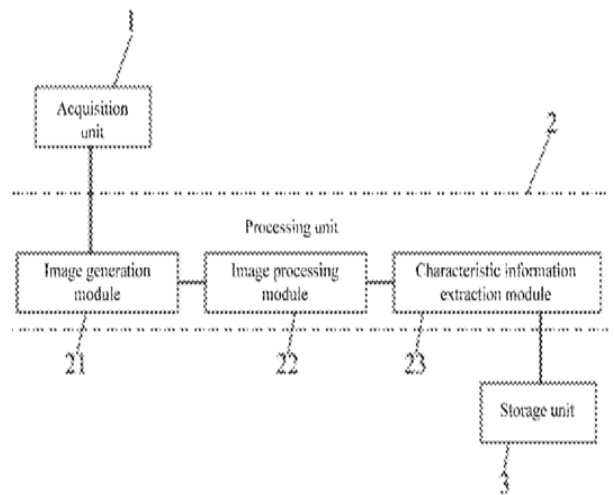 1
Acquisition
unit
2
Processing unit
Image generation
module
Image processing
module
Characteristic information
extraction module
21
22
23
Storage unit
3